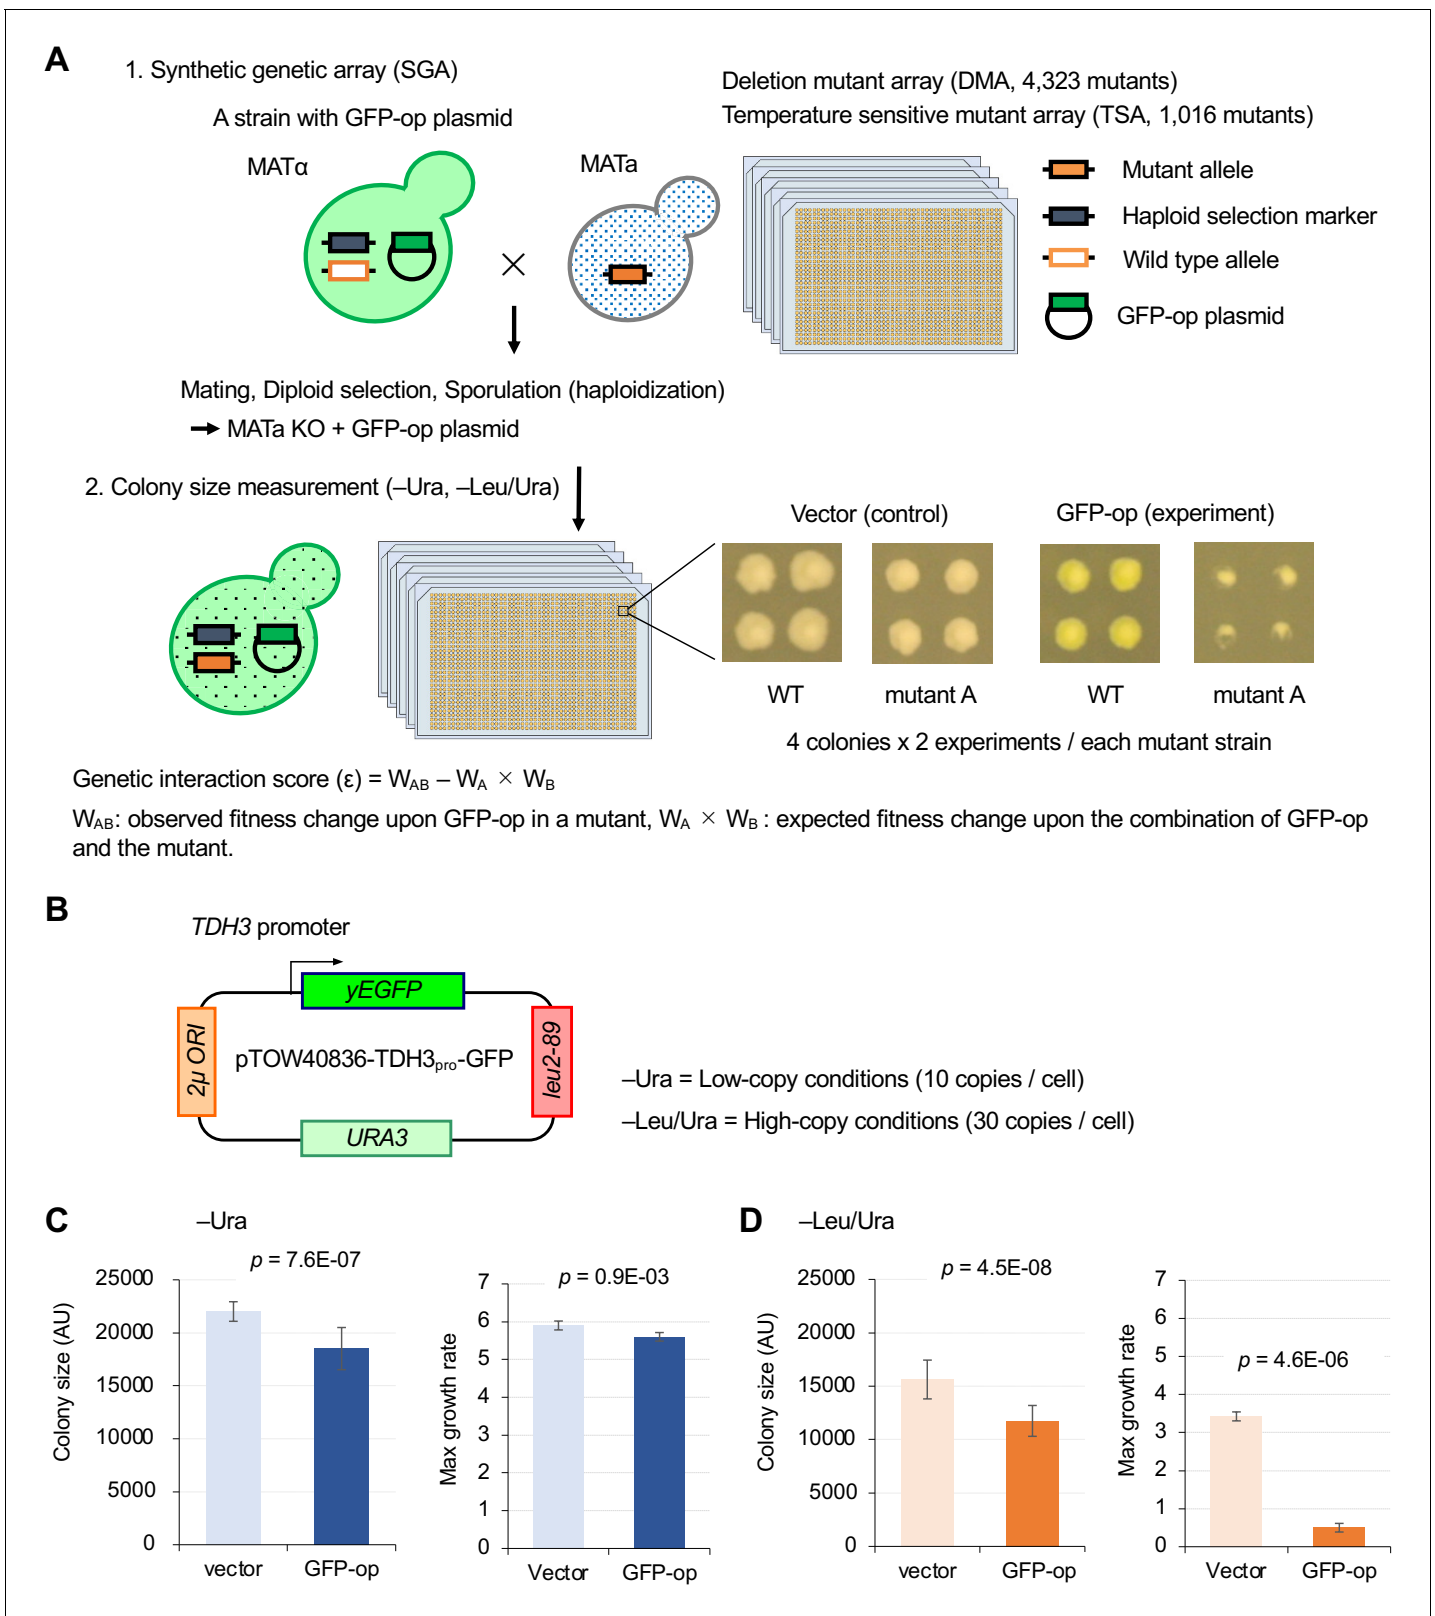 A
1. Synthetic genetic array (SGA)
Deletion mutant array (DMA, 4,323 mutants)
Temperature sensitive mutant array (TSA, 1,016 mutants)
A strain with GFP-op plasmid
MATα
MATa
×
Mutant allele
Haploid selection marker
Wild type allele
GFP-op plasmid
Mating, Diploid selection, Sporulation (haploidization)
MATa KO + GFP-op plasmid
2. Colony size measurement (–Ura, –Leu/Ura)
Vector (control)
GFP-op (experiment)
WT
mutant A
WT
mutant A
4 colonies x 2 experiments / each mutant strain
Genetic interaction score (ε) = WAB – WA × WB
WAB: observed fitness change upon GFP-op in a mutant, WA × WB : expected fitness change upon the combination of GFP-op
and the mutant.
B
TDH3 promoter
yEGFP
2μ ORI
pTOW40836-TDH3pro-GFP
leu2-89
URA3
–Ura = Low-copy conditions (10 copies / cell)
–Leu/Ura = High-copy conditions (30 copies / cell)
C
–Ura
p = 7.6E-07
Colony size (AU)
25000
20000
15000
10000
5000
0
vector
GFP-op
p = 0.9E-03
Max growth rate
7
6
5
4
3
2
1
0
Vector
GFP-op
D
–Leu/Ura
p = 4.5E-08
Colony size (AU)
25000
20000
15000
10000
5000
0
vector
GFP-op
p = 4.6E-06
Max growth rate
7
6
5
4
3
2
1
0
Vector
GFP-op